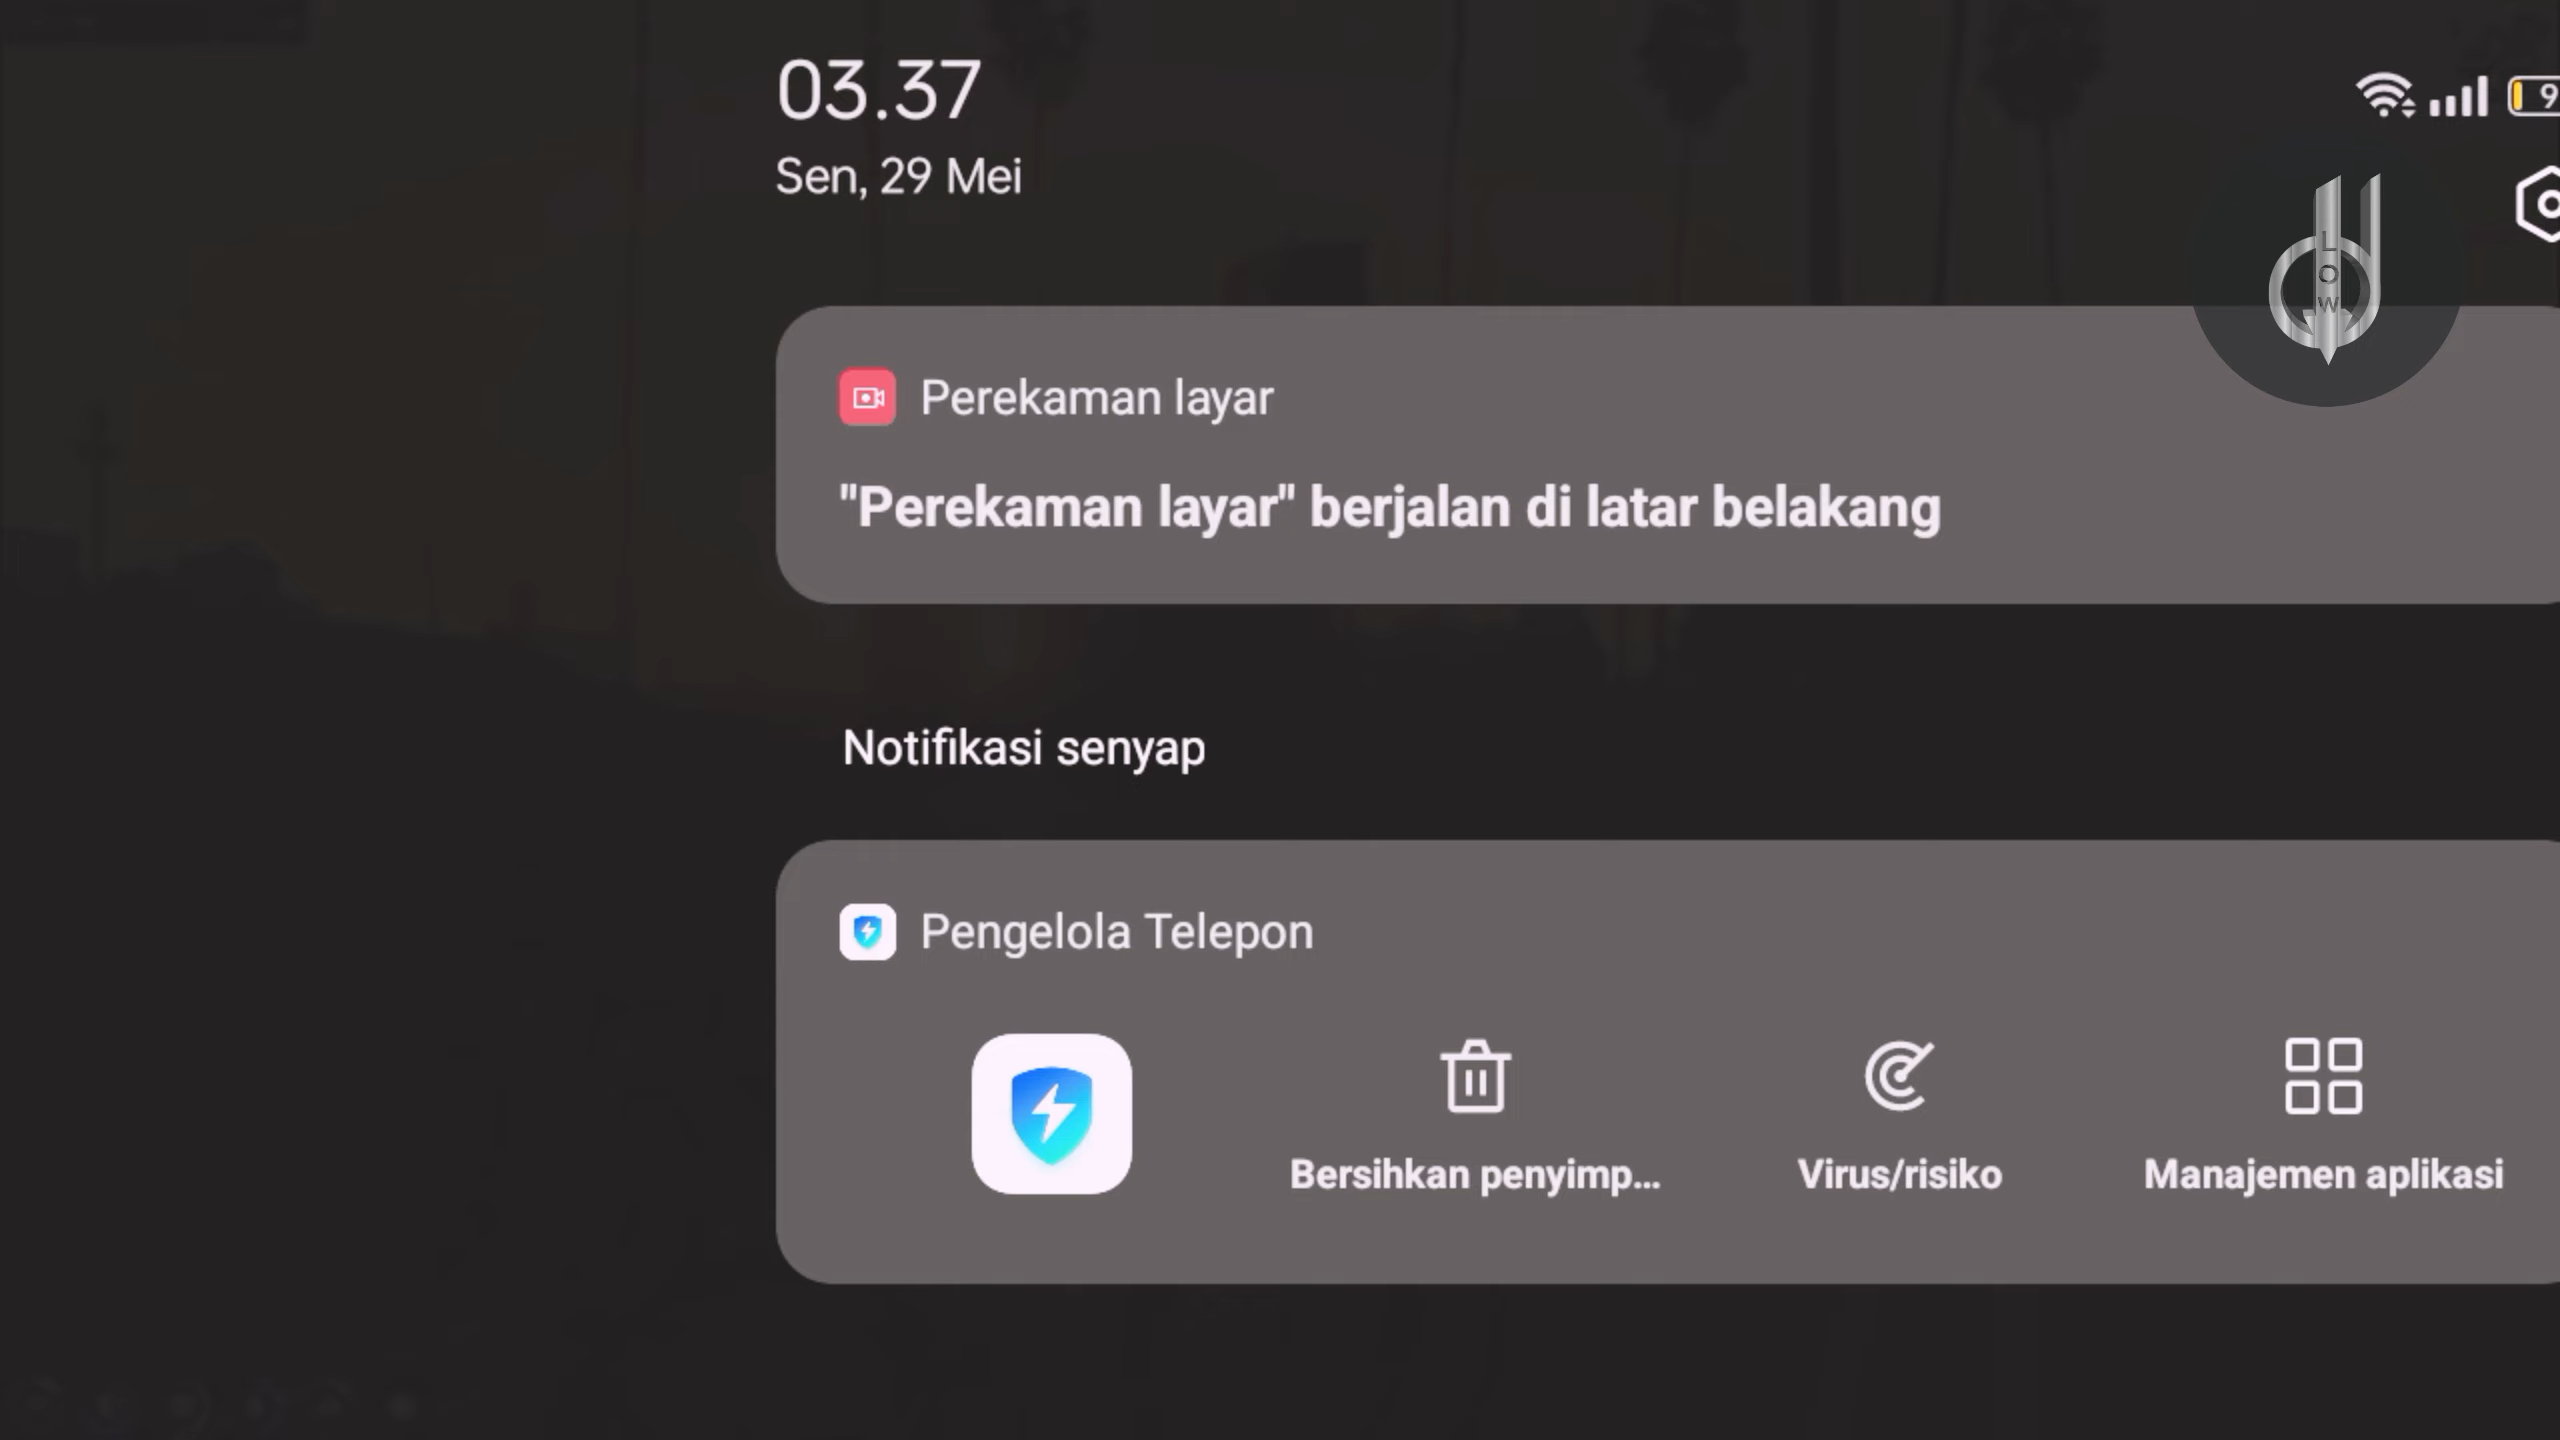 03.37
9
Sen, 29 Mei
L
O
W
Perekaman layar
"Perekaman layar" berjalan di latar belakang
Notifikasi senyap
Pengelola Telepon
Bersihkan penyimp...
Virus/risiko
Manajemen aplikasi